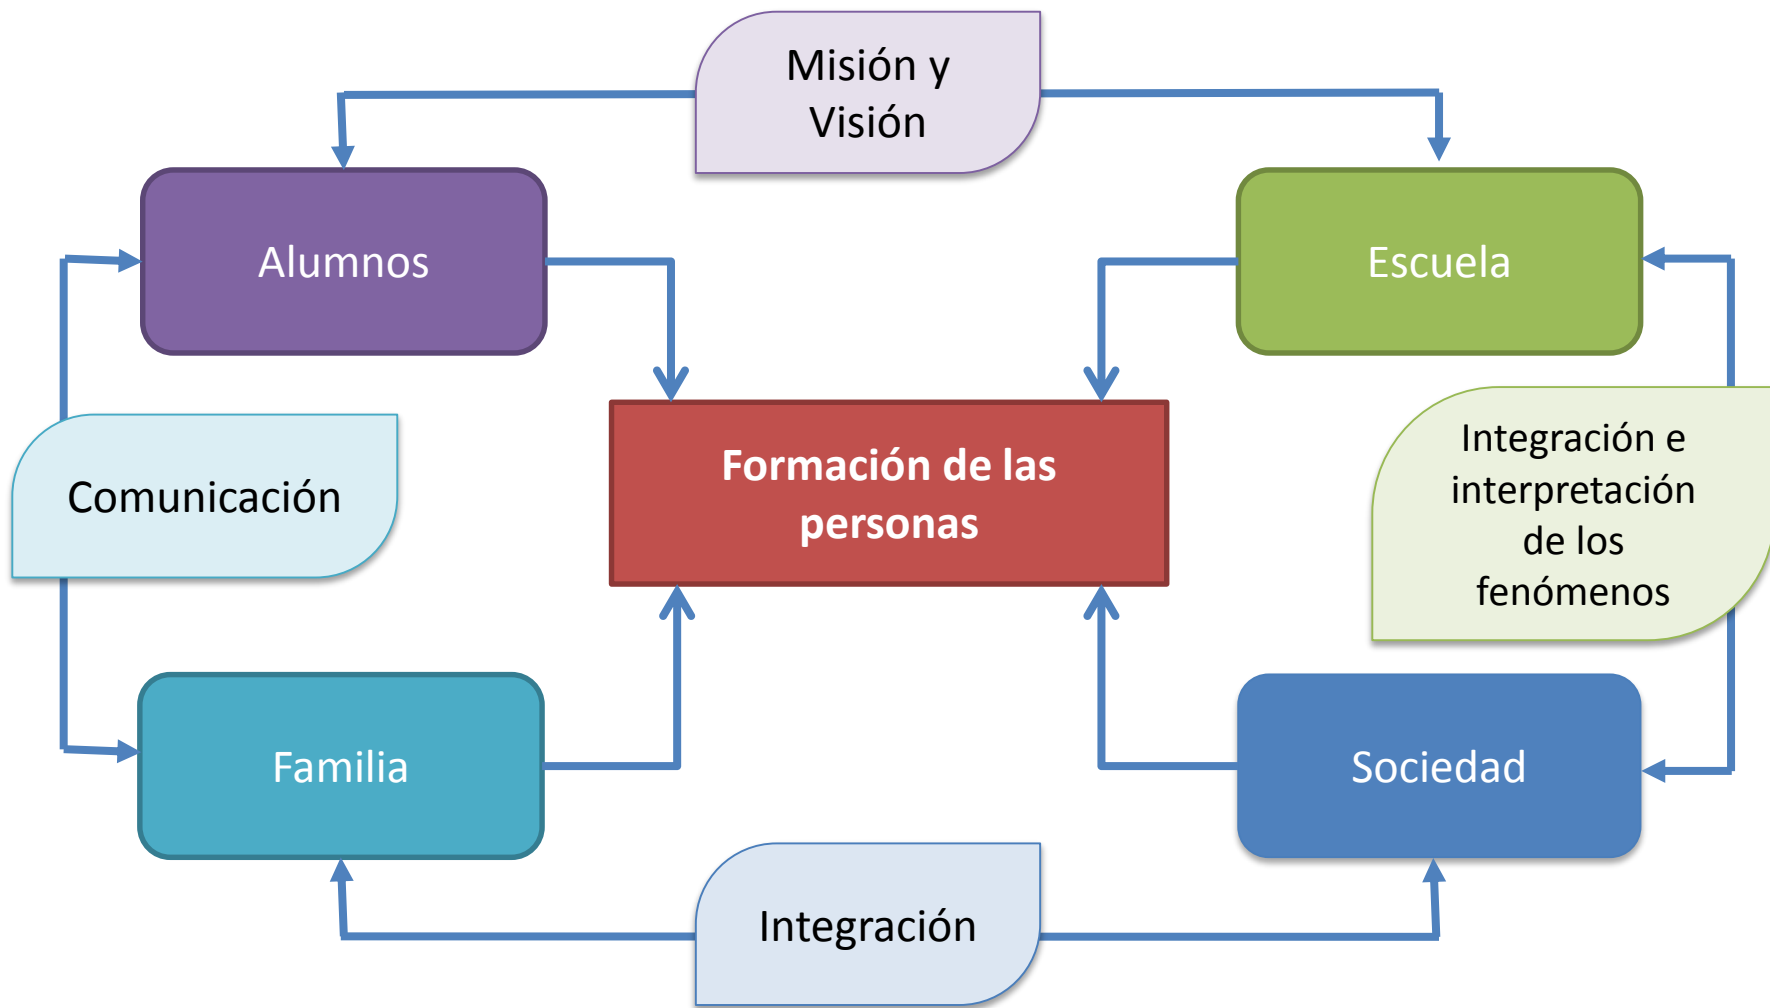 Misión y
Visión
Alumnos
Escuela
Formación de las
personas
Comunicación
Integración e
interpretación
de los
fenómenos
Familia
Sociedad
Integración